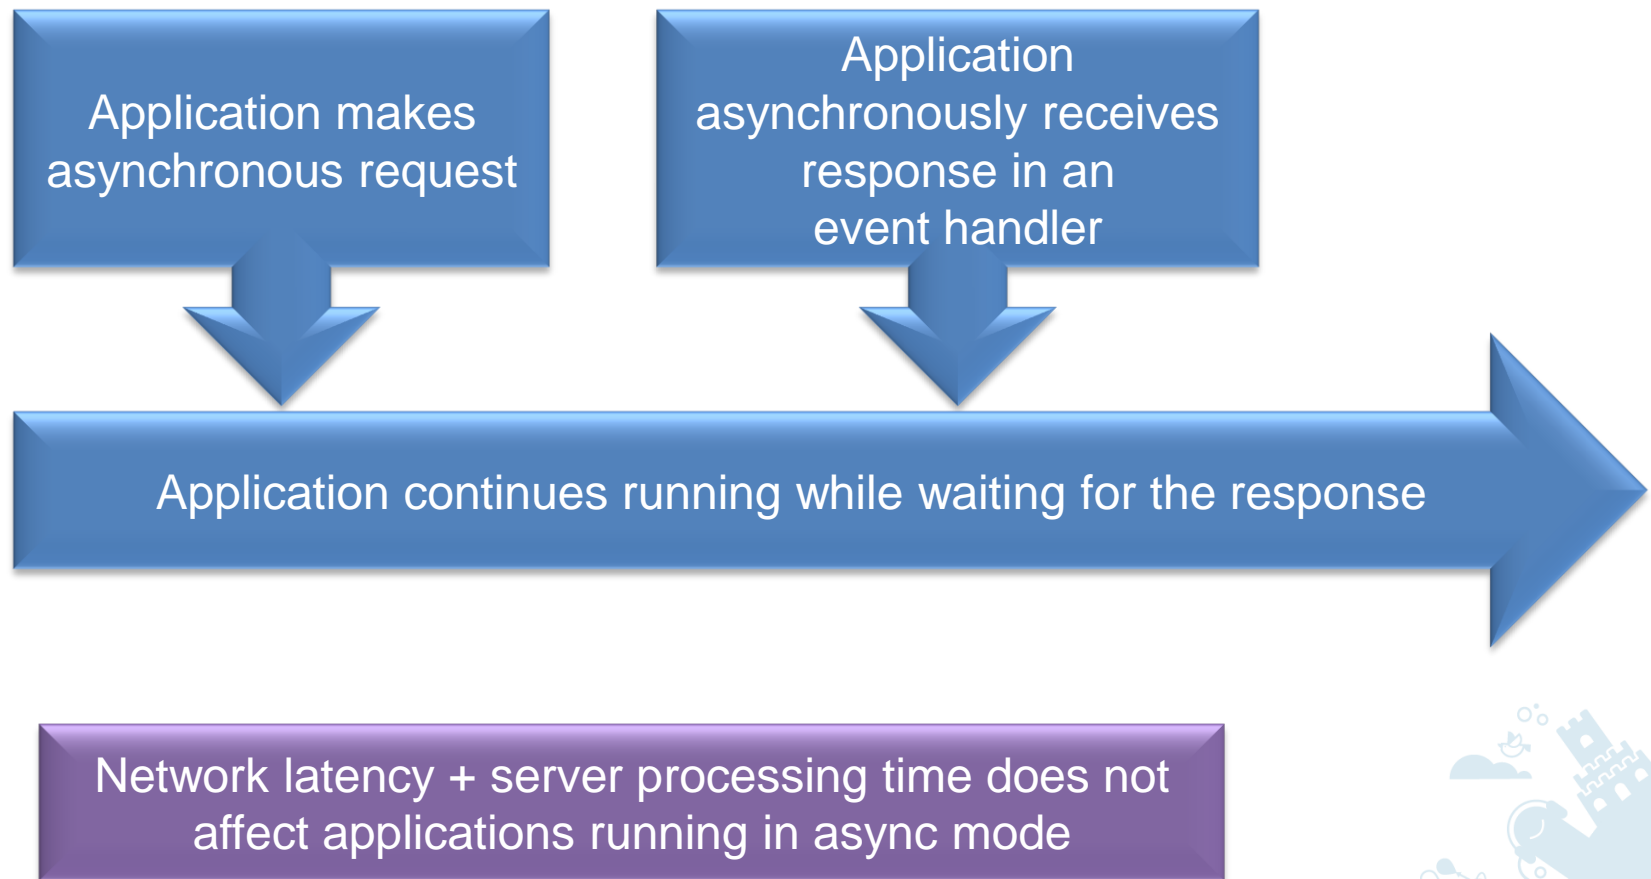 Application makes
asynchronous request
Application
asynchronously receives
response in an
event handler
Application continues running while waiting for the response
Network latency + server processing time does not
affect applications running in async mode